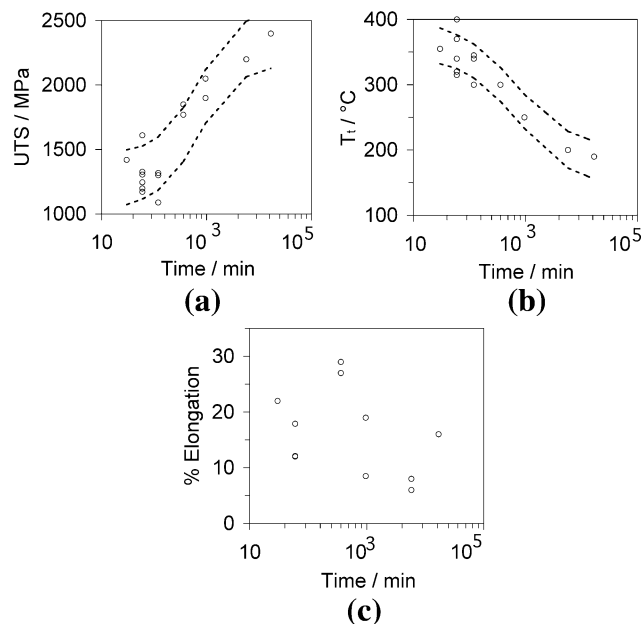 UTS / MPa
2500
2000
1500
1000
10
10³
10⁵
Time / min
(a)
Tₜ / °C
400
300
200
100
10
10³
10⁵
Time / min
(b)
% Elongation
30
20
10
0
10
10³
10⁵
Time / min
(c)